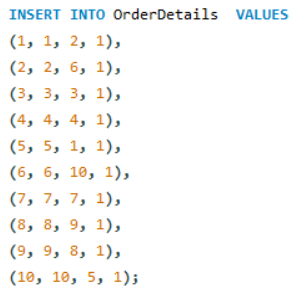 INSERT INTO OrderDetails  VALUES
(1, 1, 2, 1),
(2, 2, 6, 1),
(3, 3, 3, 1),
(4, 4, 4, 1),
(5, 5, 1, 1),
(6, 6, 10, 1),
(7, 7, 7, 1),
(8, 8, 9, 1),
(9, 9, 8, 1),
(10, 10, 5, 1);